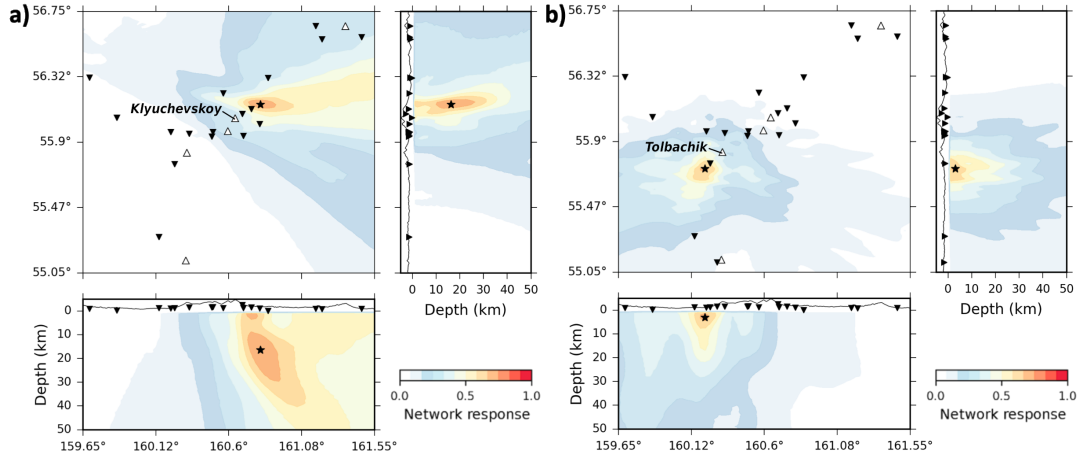 a)
56.75°
56.32°
55.9°
55.47°
55.05°
Klyuchevskoy
0 10 20 30 40 50
Depth (km)
0
10
20
30
40
50
Depth (km)
159.65° 160.12° 160.6° 161.08° 161.55°
0.0 0.5 1.0
Network response
b)
56.75°
56.32°
55.9°
55.47°
55.05°
Tolbachik
0 10 20 30 40 50
Depth (km)
0
10
20
30
40
50
Depth (km)
159.65° 160.12° 160.6° 161.08° 161.55°
0.0 0.5 1.0
Network response